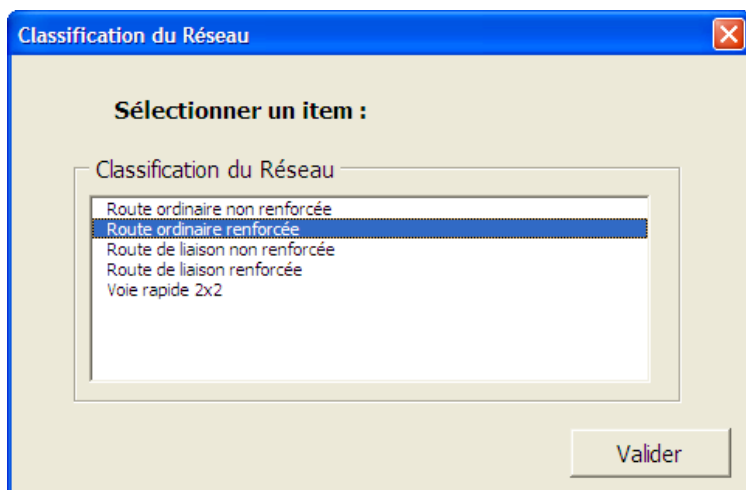 Classification du Réseau
Sélectionner un item :
Classification du Réseau
Route ordinaire non renforcée
Route ordinaire renforcée
Route de liaison non renforcée
Route de liaison renforcée
Voie rapide 2x2
Valider